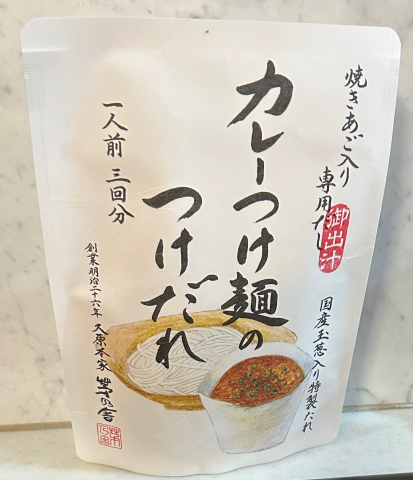 焼きあご入り
専用だし
御出汁
国産玉葱入り特製だれ
カレーつけ麺の
つけだれ
一人前 三回分
創業明治二十六年 久原本家 茅乃舎